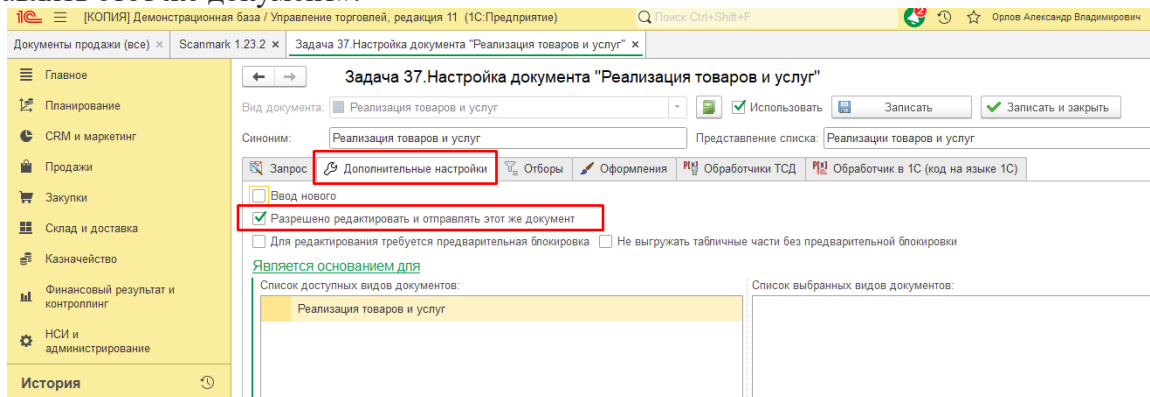 [КОПИЯ] Демонстрационная база / Управление торговлей, редакция 11 (1С:Предприятие) Поиск Ctrl+Shift+F 2 Орлов Александр Владимирович
Документы продажи (все) × Scanmark 1.23.2 × Задача 37.Настройка документа "Реализация товаров и услуг" ×
Главное
Планирование
CRM и маркетинг
Продажи
Закупки
Склад и доставка
Казначейство
Финансовый результат и
контроллинг
НСИ и
администрирование
История
Задача 37.Настройка документа "Реализация товаров и услуг"
Вид документа: Реализация товаров и услуг Использовать Записать Записать и закрыть
Синоним: Реализация товаров и услуг Представление списка: Реализации товаров и услуг
Запрос Дополнительные настройки Отборы Оформления Обработчики ТСД Обработчик в 1С (код на языке 1С)
Ввод нового
Разрешено редактировать и отправлять этот же документ
Для редактирования требуется предварительная блокировка Не выгружать табличные части без предварительной блокировки
Является основанием для
Список доступных видов документов: Список выбранных видов документов:
Реализация товаров и услуг